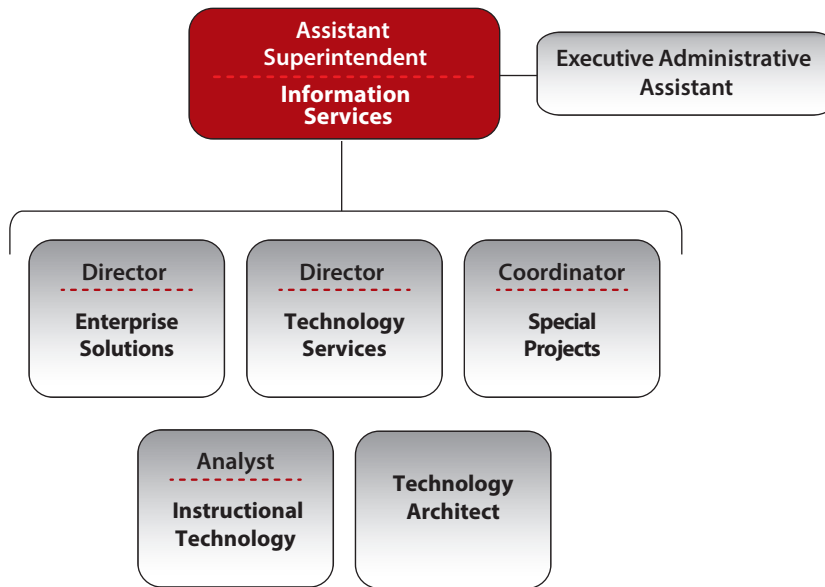 Assistant
Superintendent
Information
Services
Executive Administrative
Assistant
Director
Enterprise
Solutions
Director
Technology
Services
Coordinator
Special
Projects
Analyst
Instructional
Technology
Technology
Architect